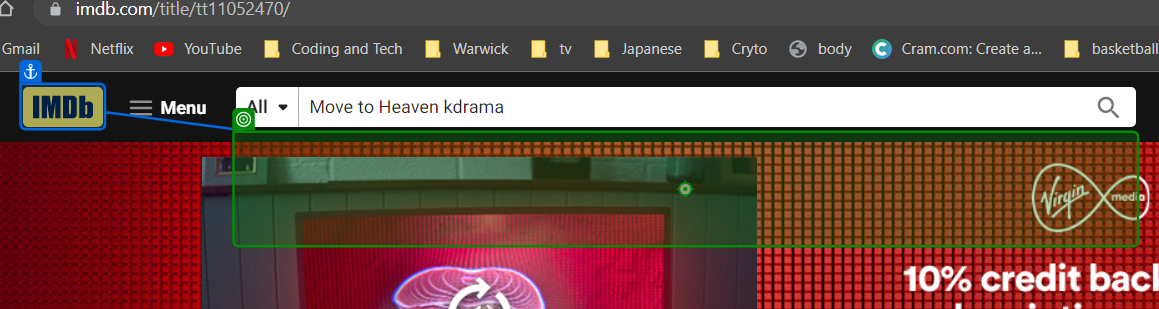 imdb.com/title/tt11052470/
Gmail Netflix YouTube Coding and Tech Warwick tv Japanese Cryto body Cram.com: Create a... basketball
IMDb Menu All Move to Heaven kdrama
Virgin media
10% credit back